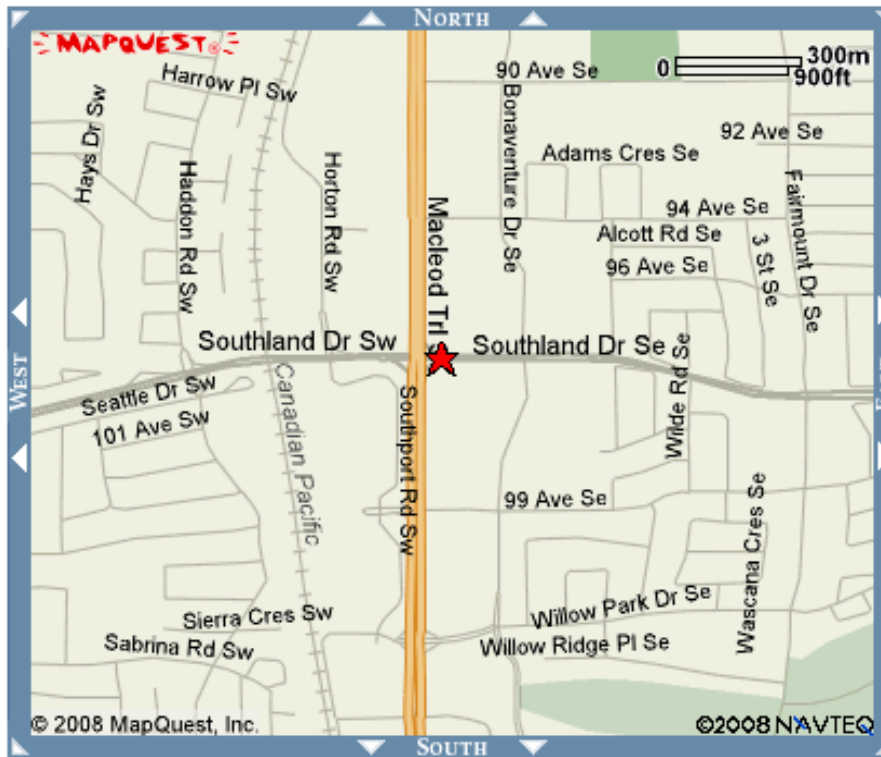 NORTH
MAPQUEST®
300m
0
900ft
Harrow Pl Sw
90 Ave Se
Hays Dr Sw
Bonaventure Dr Se
92 Ave Se
Adams Cres Se
Haddon Rd Sw
Horton Rd Sw
Fairmount Dr Se
Macleod Trl
94 Ave Se
Alcott Rd Se
3 St Se
96 Ave Se
Southland Dr Sw
Southland Dr Se
WEST
Seattle Dr Sw
Wilde Rd Se
101 Ave Sw
Canadian Pacific
Southport Rd Sw
99 Ave Se
Wascana Cres Se
Sierra Cres Sw
Willow Park Dr Se
Sabrina Rd Sw
Willow Ridge Pl Se
© 2008 MapQuest, Inc.
©2008 NAVTEQ
SOUTH